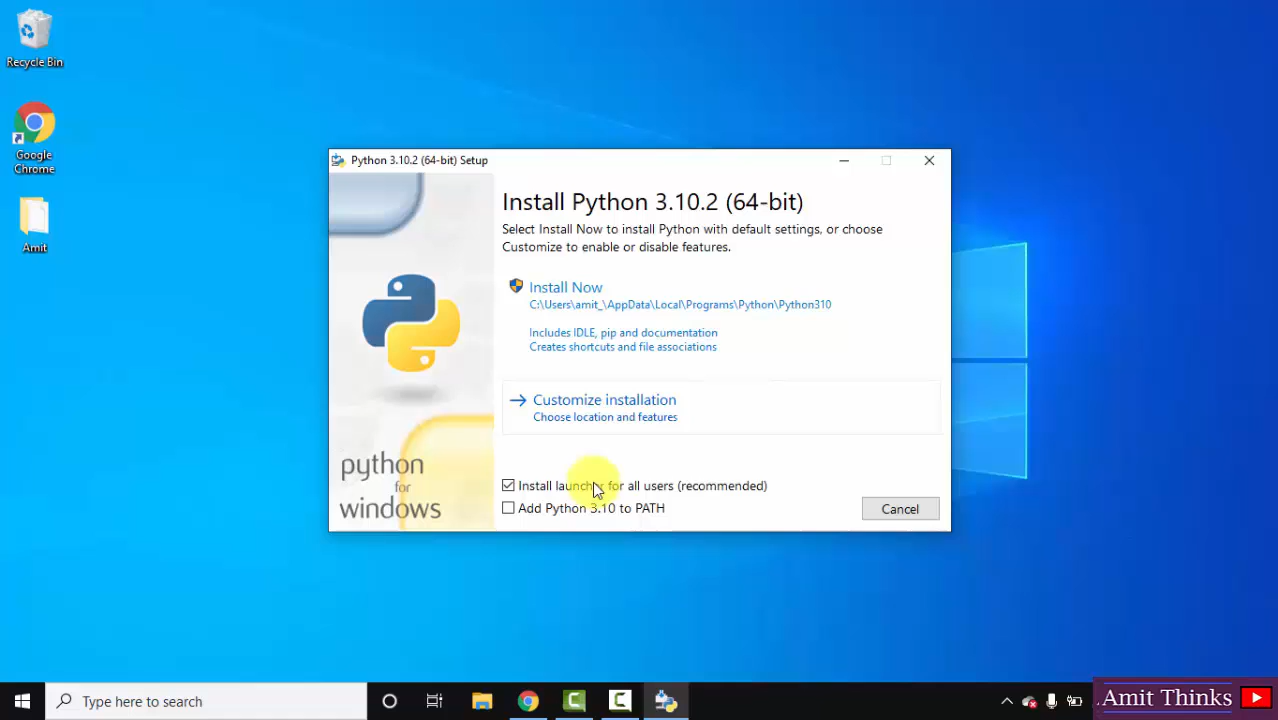 Recycle Bin
Google
Chrome
Amit
Python 3.10.2 (64-bit) Setup
Install Python 3.10.2 (64-bit)
Select Install Now to install Python with default settings, or choose
Customize to enable or disable features.
Install Now
C:\Users\amit_\AppData\Local\Programs\Python\Python310
Includes IDLE, pip and documentation
Creates shortcuts and file associations
Customize installation
Choose location and features
python
for
windows
Install launcher for all users (recommended)
Add Python 3.10 to PATH
Cancel
Type here to search
Amit Thinks